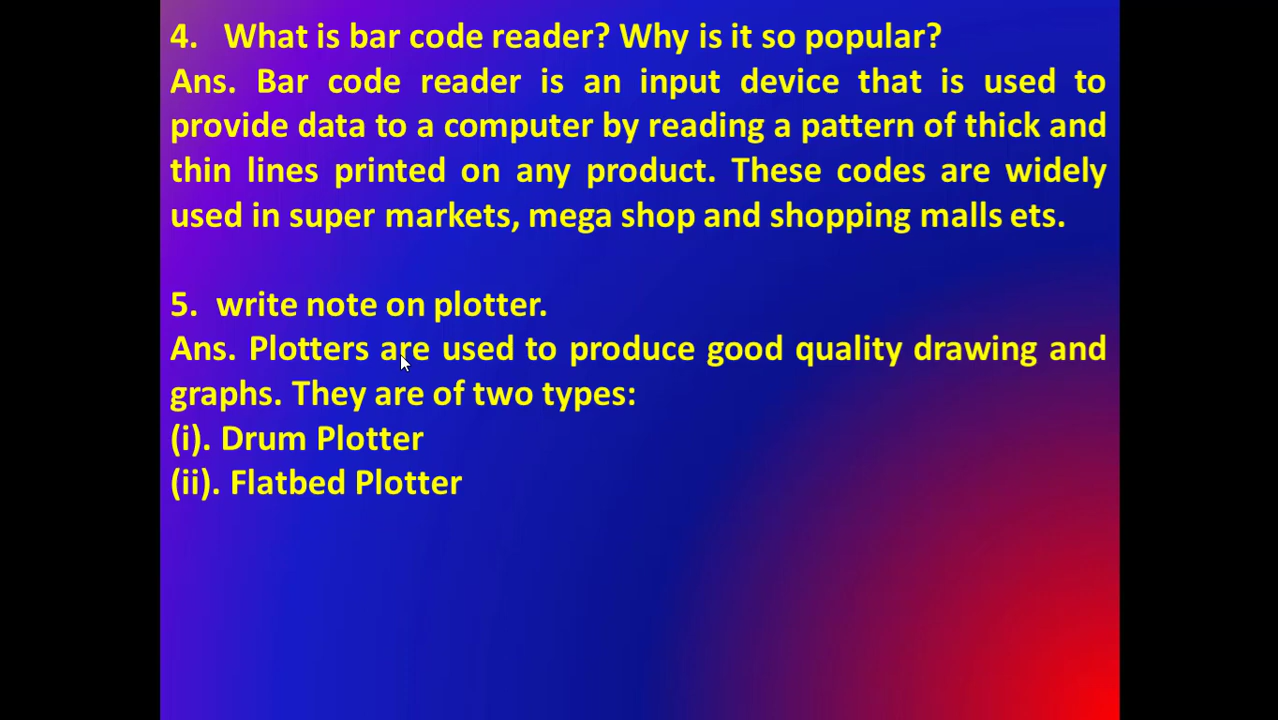 4. What is bar code reader? Why is it so popular?
Ans. Bar code reader is an input device that is used to
provide data to a computer by reading a pattern of thick and
thin lines printed on any product. These codes are widely
used in super markets, mega shop and shopping malls ets.
5. write note on plotter.
Ans. Plotters are used to produce good quality drawing and
graphs. They are of two types:
(i). Drum Plotter
(ii). Flatbed Plotter